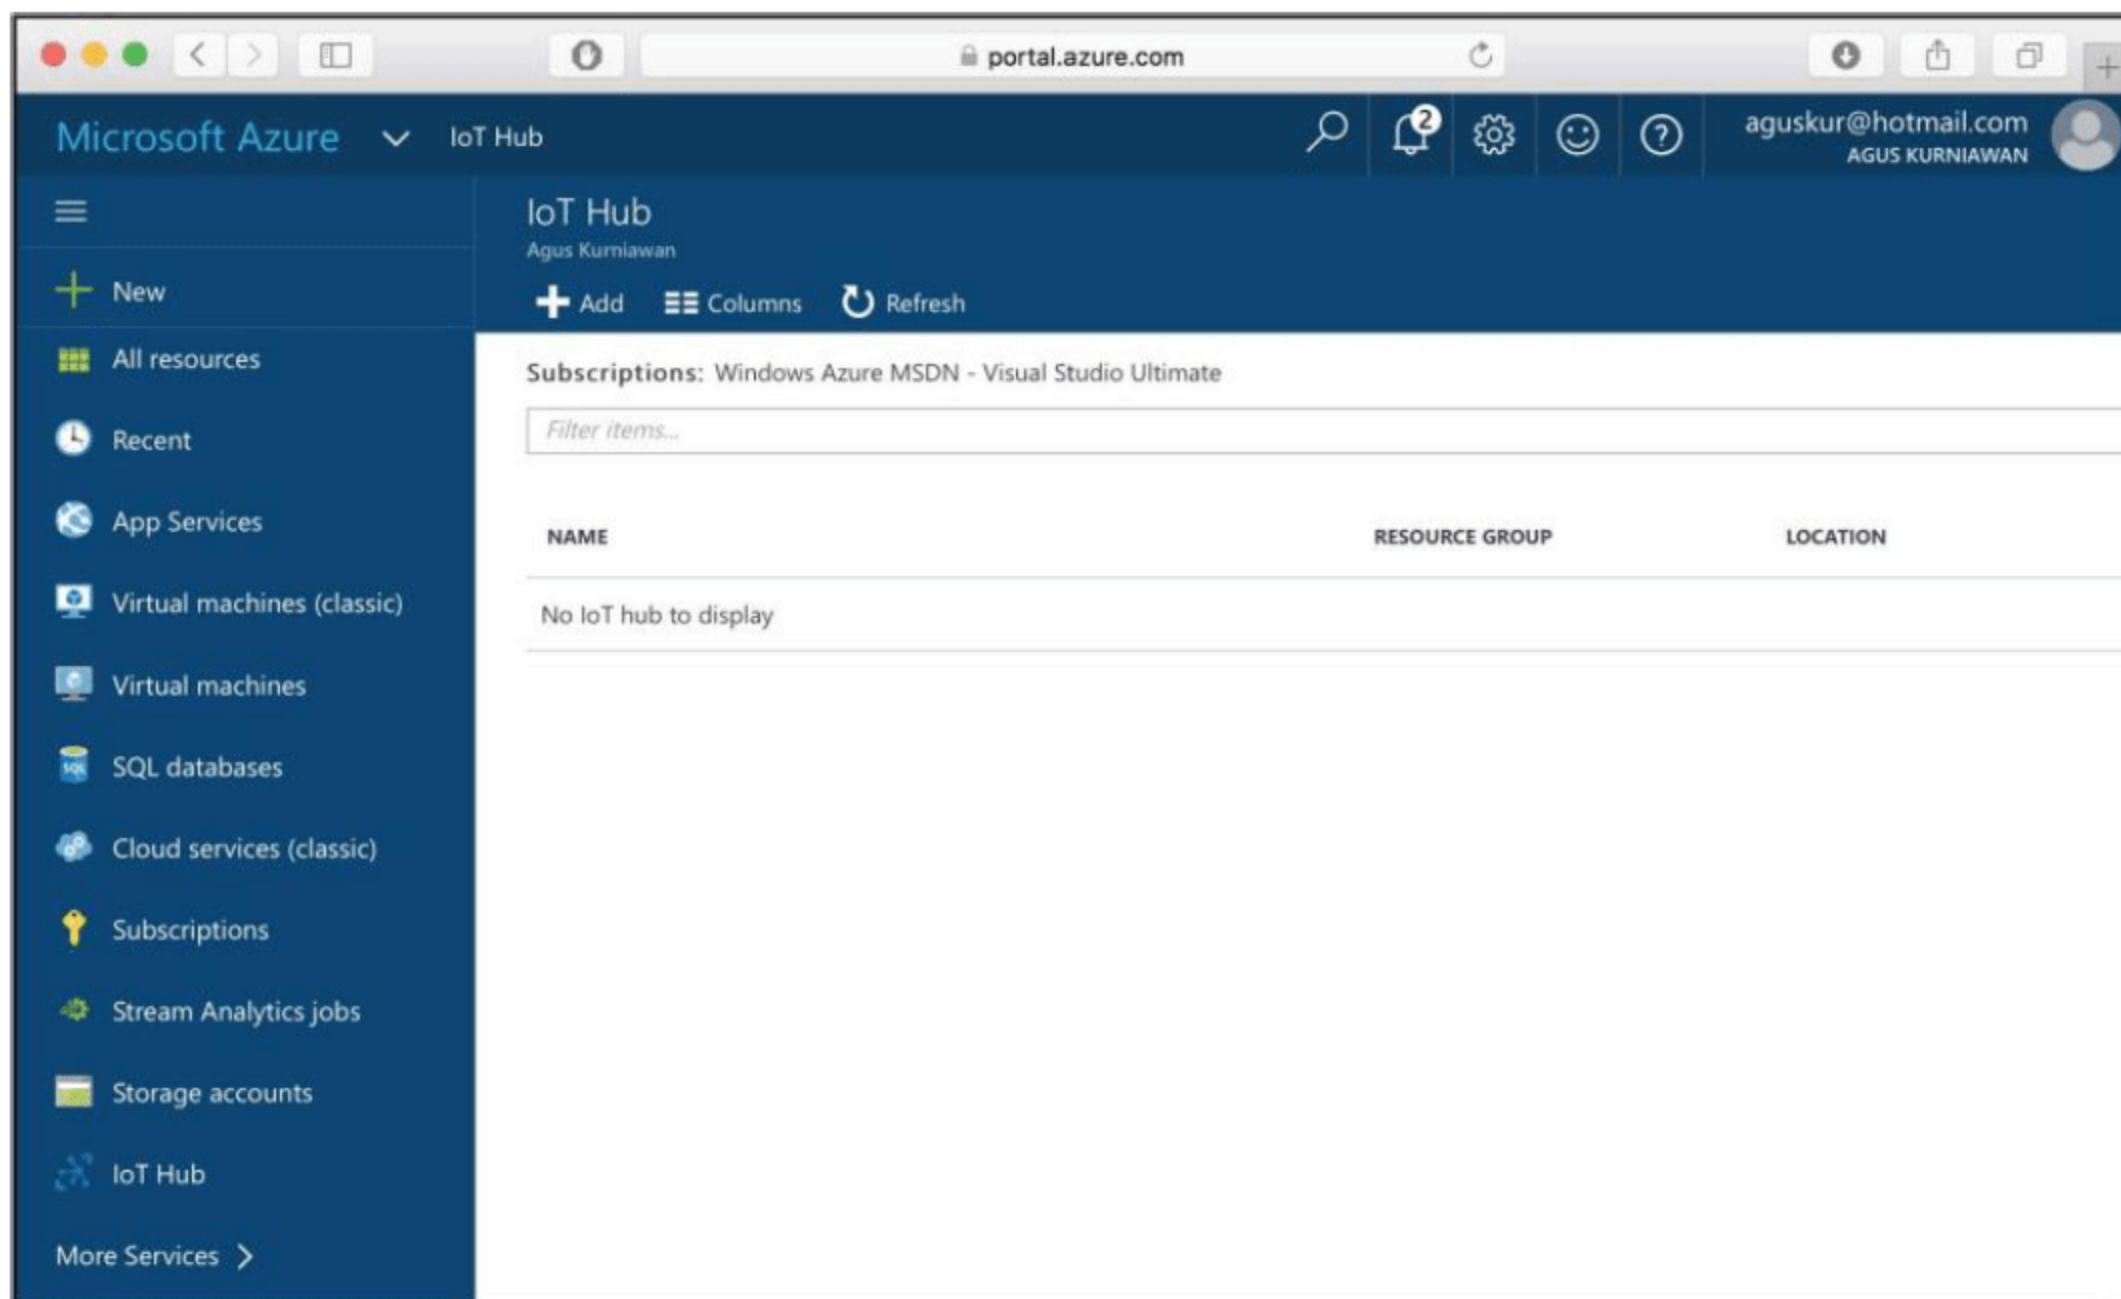 portal.azure.com
Microsoft Azure IoT Hub 2 aguskur@hotmail.com
AGUS KURNIAWAN
IoT Hub
Agus Kurniawan
Add Columns Refresh
New
All resources
Recent
App Services
Virtual machines (classic)
Virtual machines
SQL databases
Cloud services (classic)
Subscriptions
Stream Analytics jobs
Storage accounts
IoT Hub
More Services
Subscriptions: Windows Azure MSDN - Visual Studio Ultimate
Filter items...
NAME RESOURCE GROUP LOCATION
No IoT hub to display